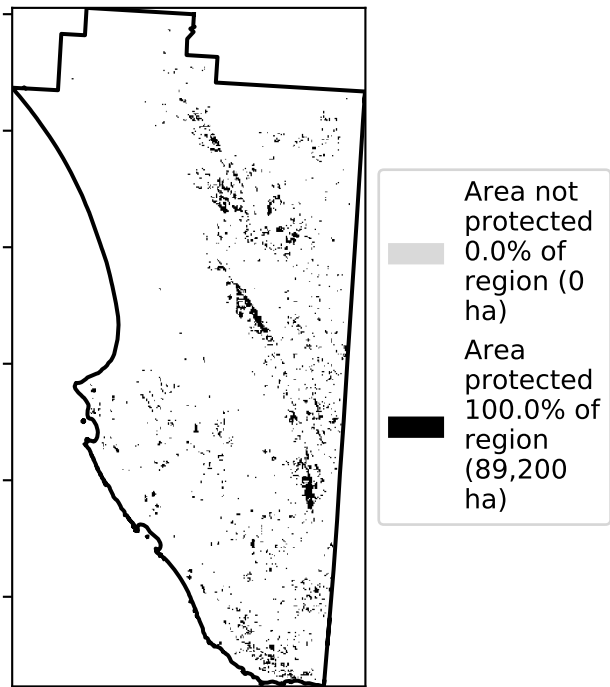 Area not
protected
0.0% of
region (0
ha)
Area
protected
100.0% of
region
(89,200
ha)